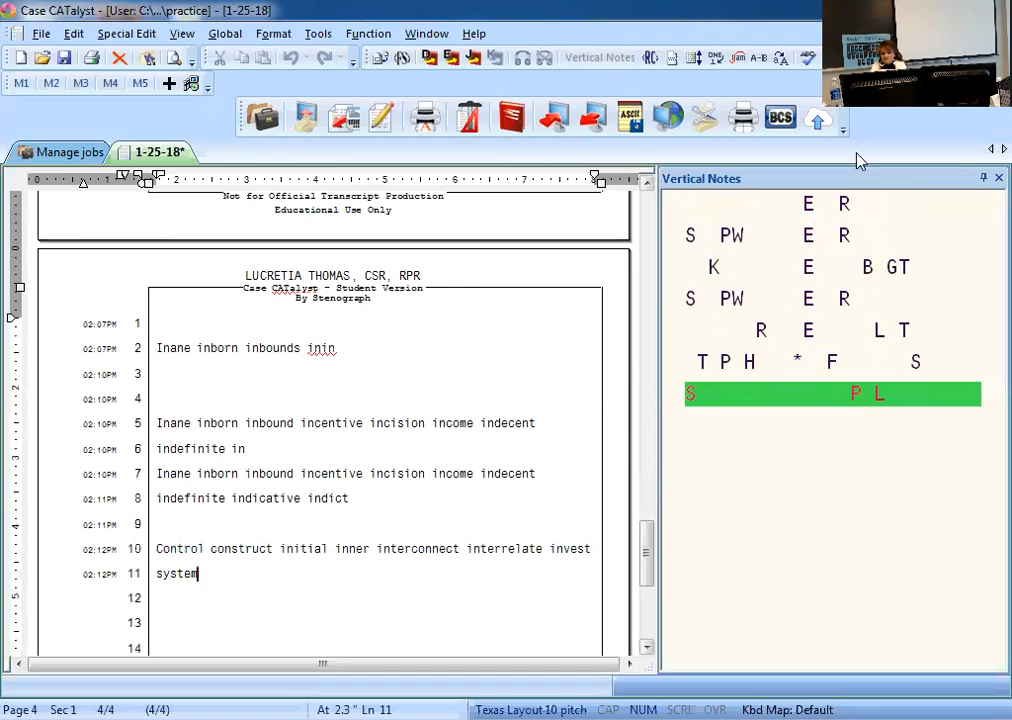 Case CATalyst - [User: C:\...\practice] - [1-25-18]
File Edit Special Edit View Global Format Tools Function Window Help
Vertical Notes
M1 M2 M3 M4 M5
ASCII BCS
Manage jobs 1-25-18*
Vertical Notes
Not for Official Transcript Production
Educational Use Only
LUCRETIA THOMAS, CSR, RPR
Case CATalyst - Student Version
By Stenograph
02:07PM 1
02:07PM 2 Inane inborn inbounds inin
02:10PM 3
02:10PM 4
02:10PM 5 Inane inborn inbound incentive incision income indecent
02:10PM 6 indefinite in
02:10PM 7 Inane inborn inbound incentive incision income indecent
02:11PM 8 indefinite indicative indict
02:11PM 9
02:12PM 10 Control construct initial inner interconnect interrelate invest
02:12PM 11 system
12
13
14
E R
S PW E R
K E B GT
S PW E R
R E L T
T P H * F S
S P L
Page 4 Sec 1 4/4 (4/4) At 2.3" Ln 11 Texas Layout 10 pitch CAP NUM SCRL OVR Kbd Map: Default